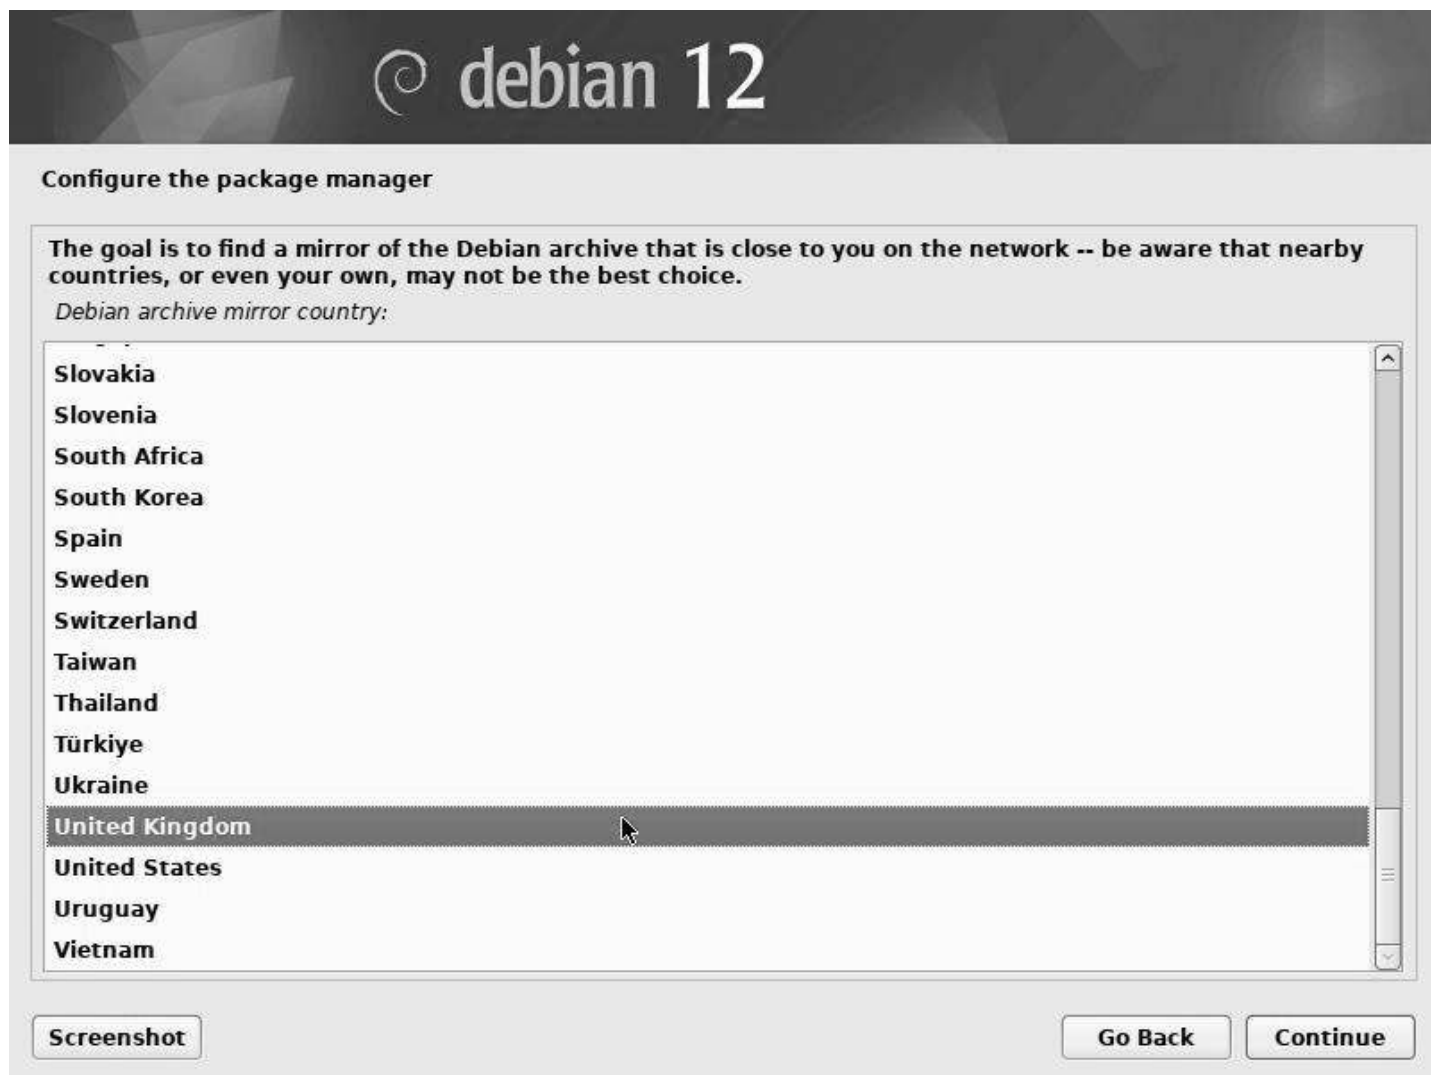 debian 12
Configure the package manager
The goal is to find a mirror of the Debian archive that is close to you on the network -- be aware that nearby
countries, or even your own, may not be the best choice.
Debian archive mirror country:
Slovakia
Slovenia
South Africa
South Korea
Spain
Sweden
Switzerland
Taiwan
Thailand
Türkiye
Ukraine
United Kingdom
United States
Uruguay
Vietnam
Screenshot
Go Back
Continue